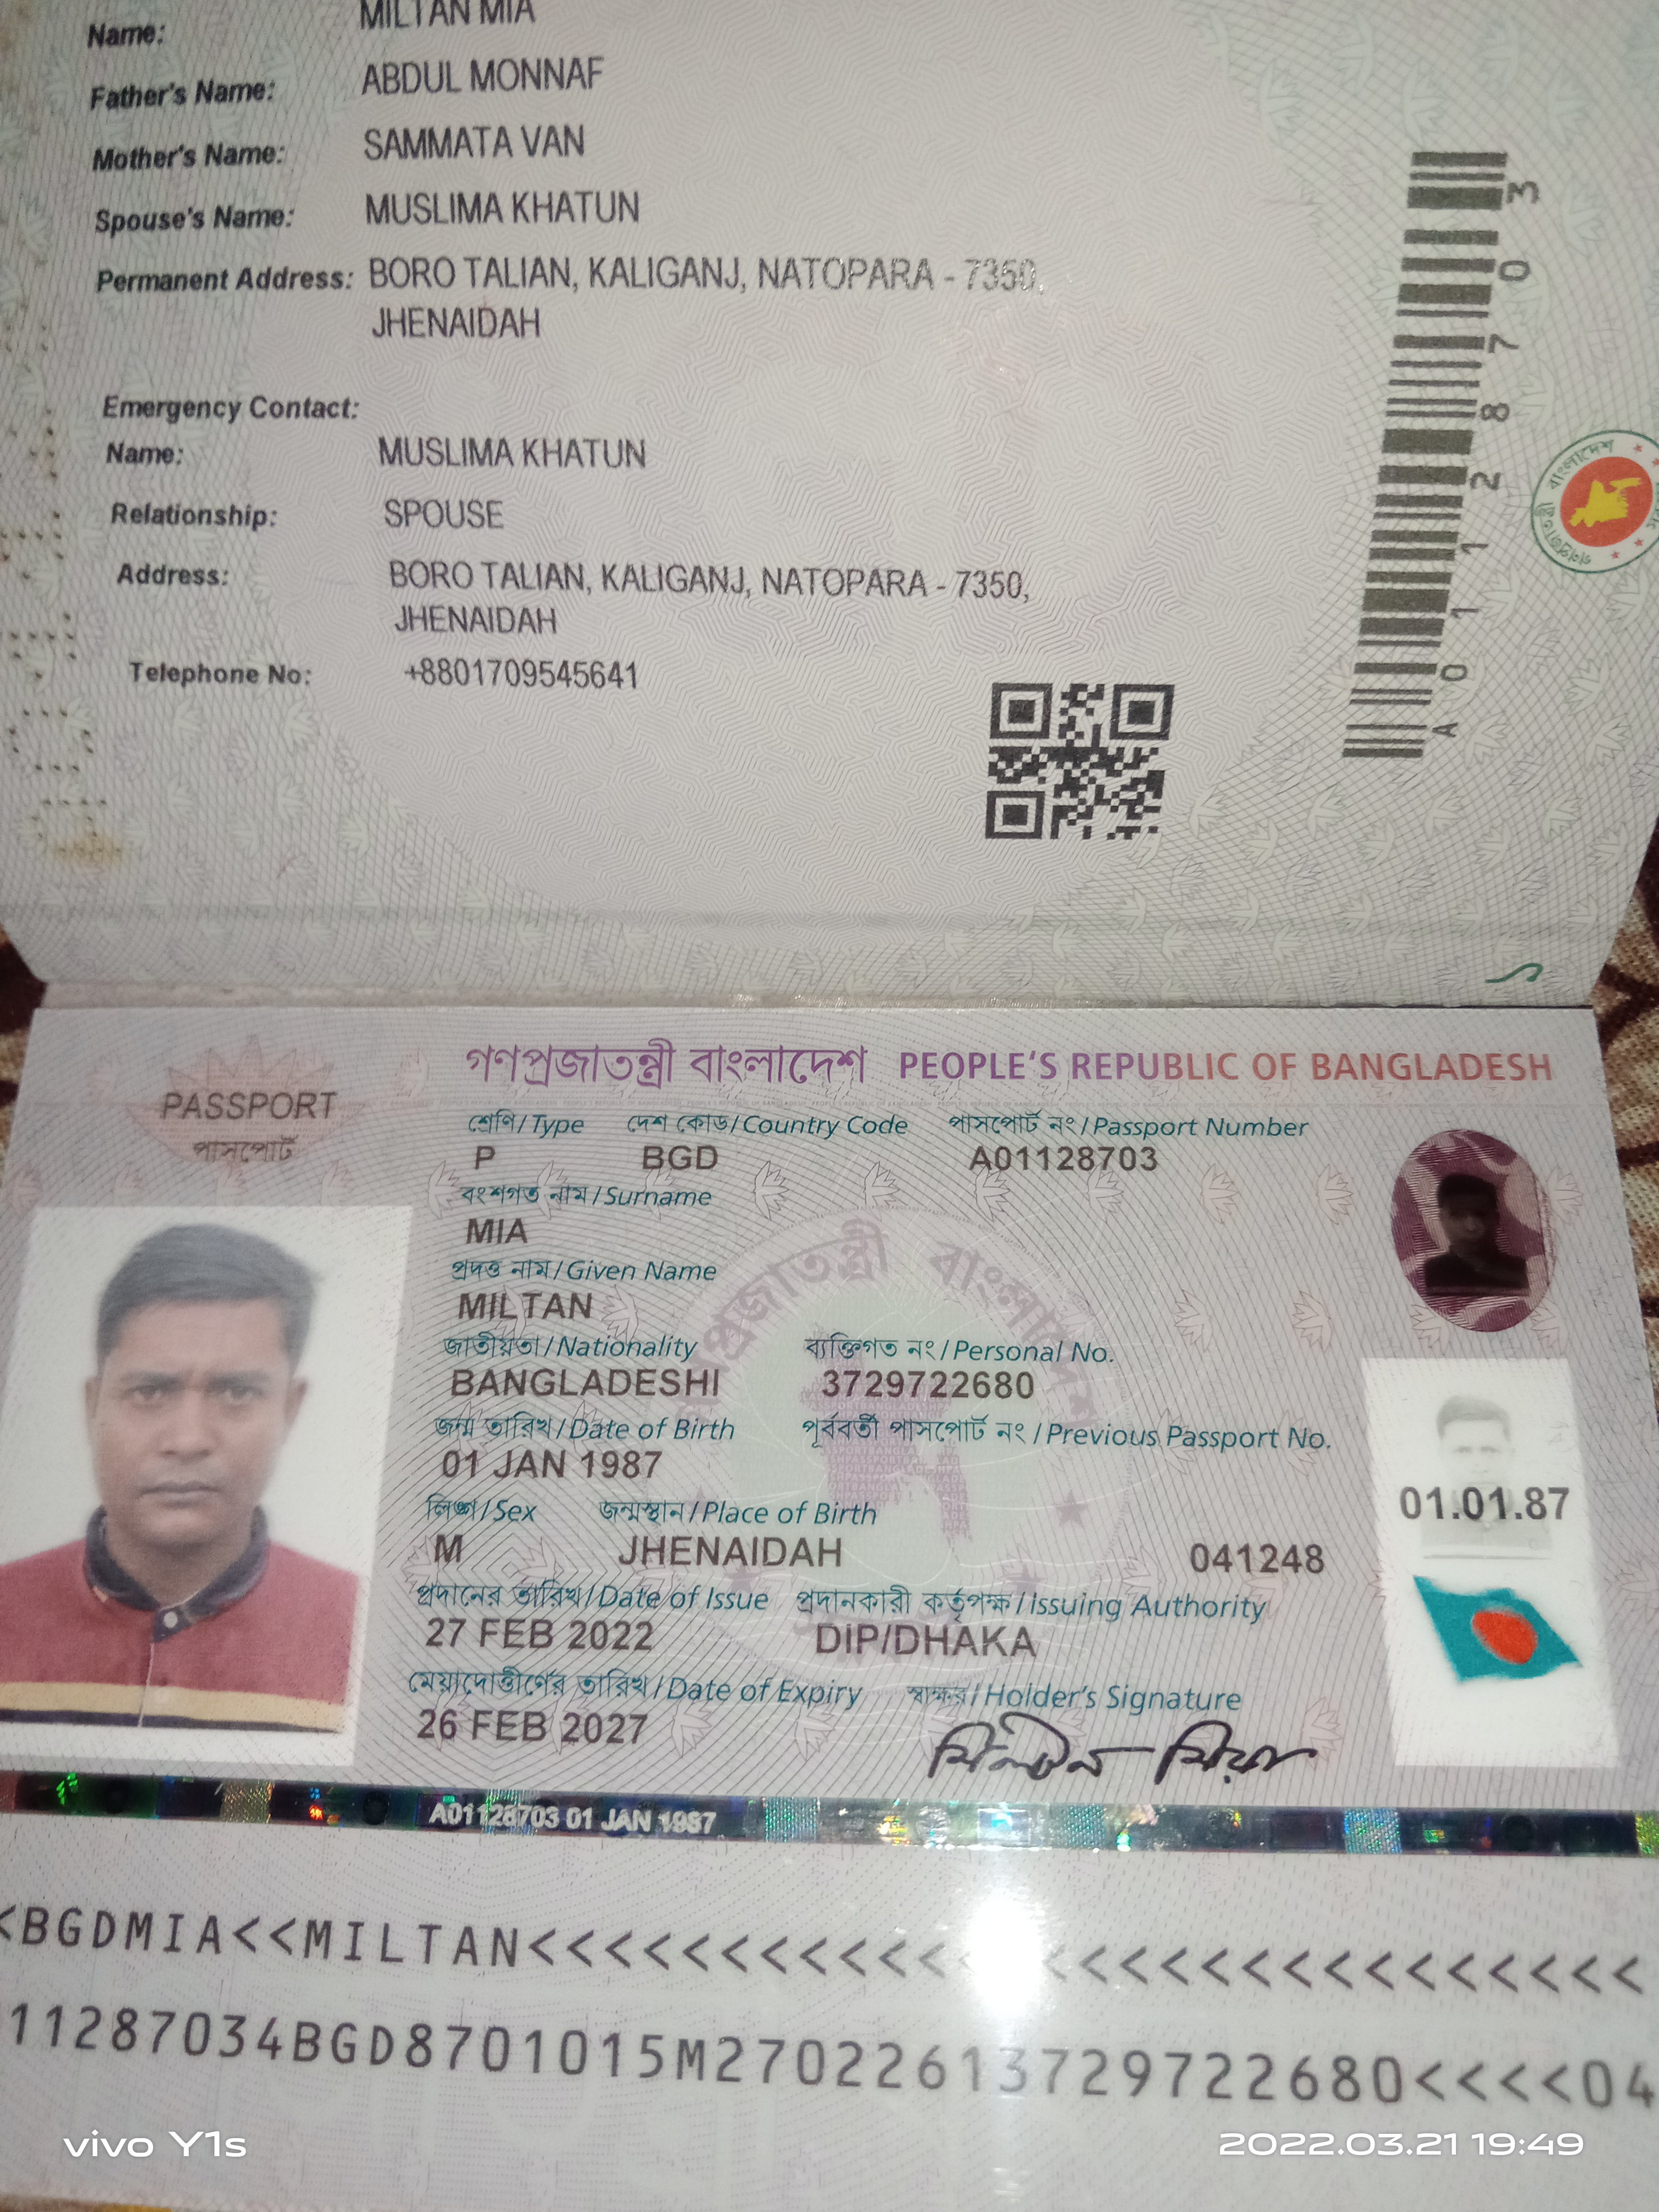 Name: MILTAN MIA
Father's Name: ABDUL MONNAF
Mother's Name: SAMMATA VAN
Spouse's Name: MUSLIMA KHATUN
Permanent Address: BORO TALIAN, KALIGANJ, NATOPARA - 7350,
JHENAIDAH
Emergency Contact:
Name: MUSLIMA KHATUN
Relationship: SPOUSE
Address: BORO TALIAN, KALIGANJ, NATOPARA - 7350,
JHENAIDAH
Telephone No: +8801709545641
A01128703
গণপ্রজাতন্ত্রী বাংলাদেশ PEOPLE'S REPUBLIC OF BANGLADESH
PASSPORT
পাসপোর্ট
শ্রেণি/Type দেশ কোড/Country Code পাসপোর্ট নং/Passport Number
P BGD A01128703
বংশগত নাম/Surname
MIA
প্রদত্ত নাম/Given Name
MILTAN
জাতীয়তা/Nationality ব্যক্তিগত নং/Personal No.
BANGLADESHI 3729722680
জন্ম তারিখ/Date of Birth পূর্ববর্তী পাসপোর্ট নং/Previous Passport No.
01 JAN 1987
01.01.87
লিঙ্গ/Sex জন্মস্থান/Place of Birth
M JHENAIDAH 041248
প্রদানের তারিখ/Date of Issue প্রদানকারী কর্তৃপক্ষ/Issuing Authority
27 FEB 2022 DIP/DHAKA
মেয়াদোত্তীর্ণের তারিখ/Date of Expiry স্বাক্ষর/Holder's Signature
26 FEB 2027 মিলটন মিয়া
A01128703 01 JAN 1987
<BGDMIA<<MILTAN<<<<<<<<<<< <<<<<<<<<<<<<<<
11287034BGD8701015M27022613729722680<<<<04
vivo Y1s
2022.03.21 19:49